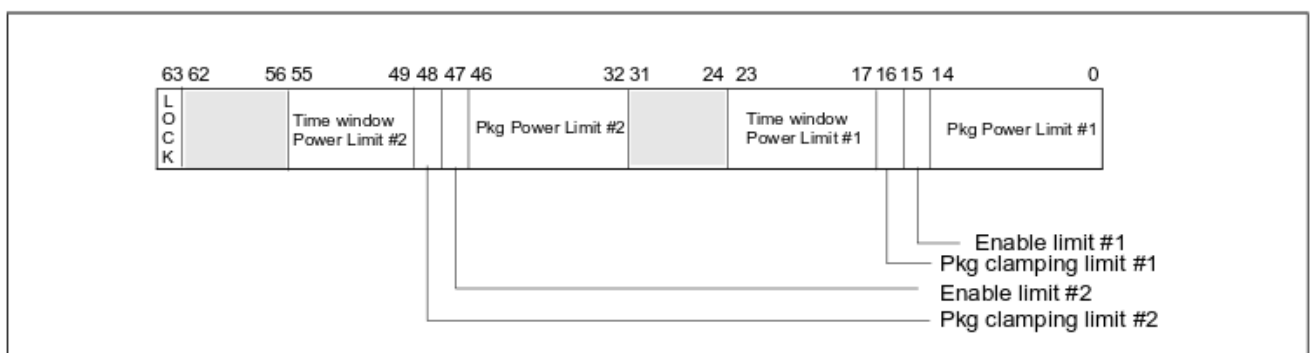 63 62 56 55 49 48 47 46 32 31 24 23 17 16 15 14 0
L
O
C
K
Time window
Power Limit #2
Pkg Power Limit #2
Time window
Power Limit #1
Pkg Power Limit #1
Enable limit #1
Pkg clamping limit #1
Enable limit #2
Pkg clamping limit #2